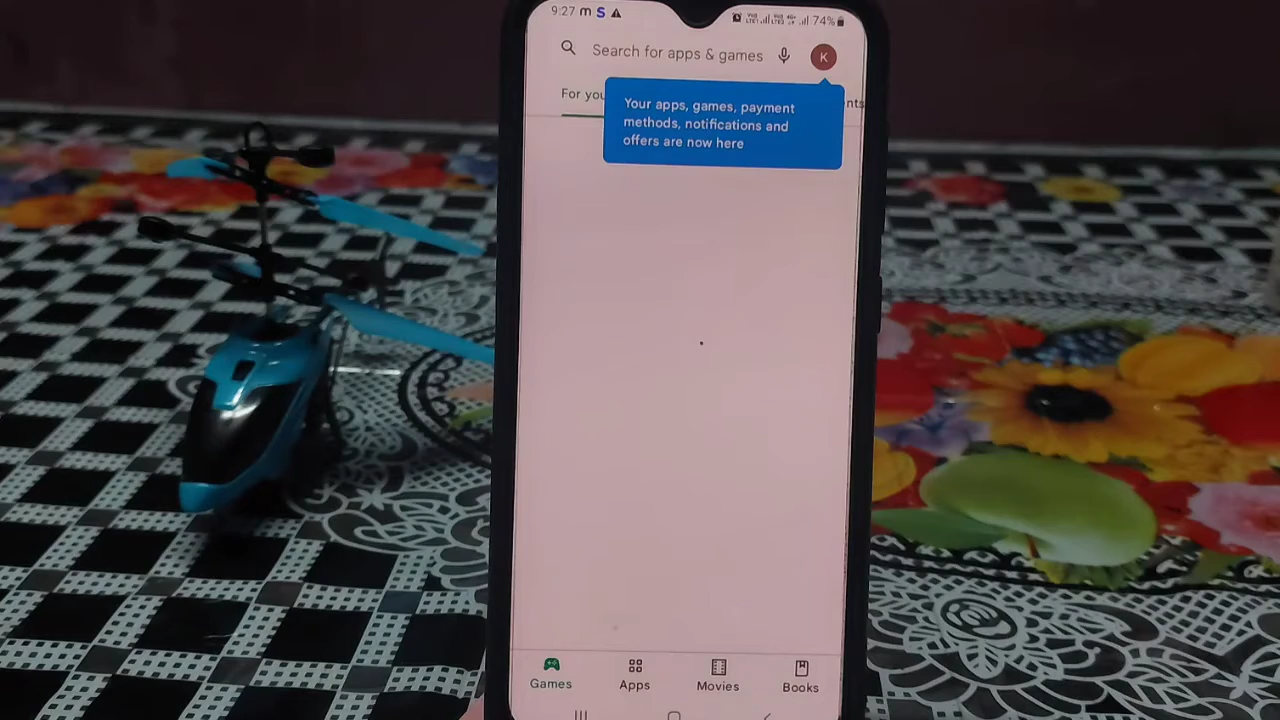 9:27 m S 74%
Search for apps & games K
For you
nts
Your apps, games, payment
methods, notifications and
offers are now here
Games Apps Movies Books